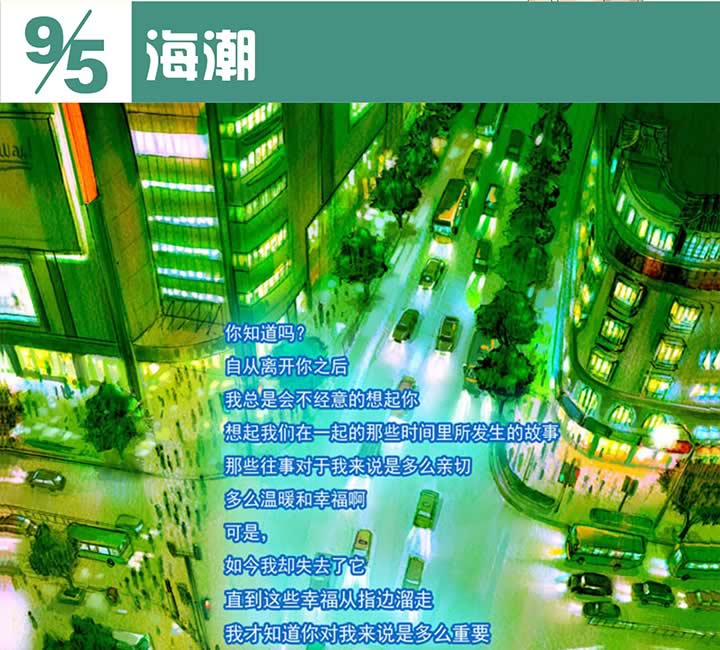 9/5
海潮
你知道吗？
自从离开你之后
我总是会不经意的想起你
想起我们在一起的那些时间里所发生的故事
那些往事对于我来说是多么亲切
多么温暖和幸福啊
可是，
如今我却失去了它
直到这些幸福从指边溜走
我才知道你对我来说是多么重要